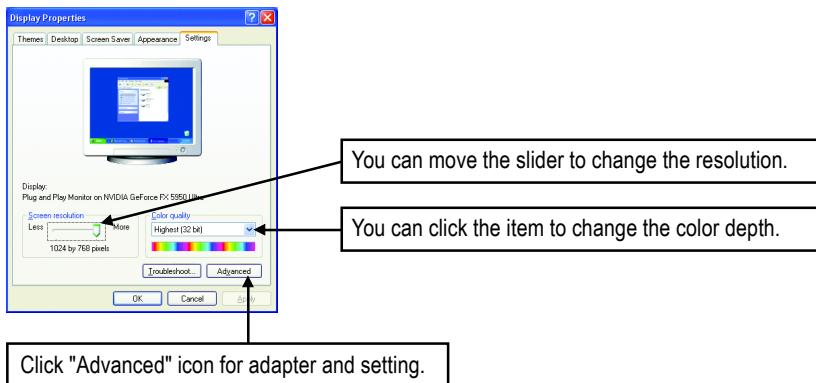 Display Properties
Themes Desktop Screen Saver Appearance Settings
You can move the slider to change the resolution.
Display:
Plug and Play Monitor on NVIDIA GeForce FX 5950 Ultra
Screen resolution
Color quality
Less More
Highest (32 bit)
You can click the item to change the color depth.
1024 by 768 pixels
Troubleshoot... Advanced
OK Cancel Apply
Click "Advanced" icon for adapter and setting.